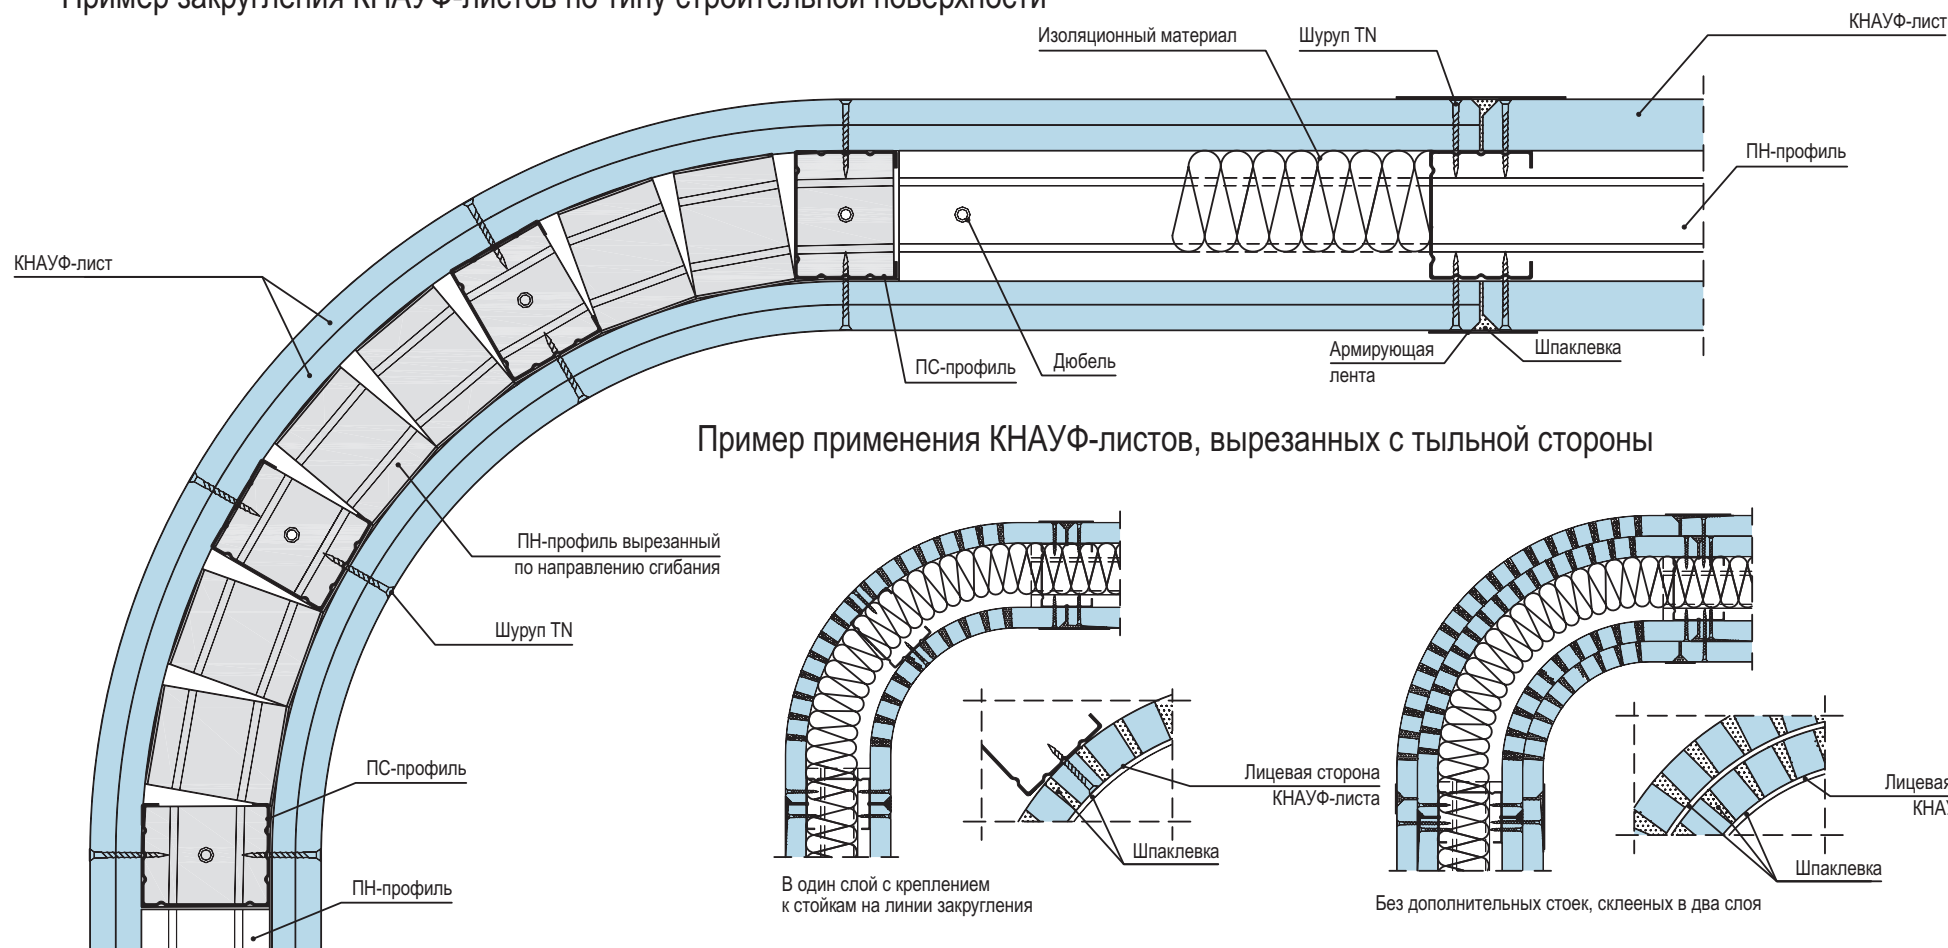 Пример закругления КНАУФ-листов по типу строительной поверхности
Изоляционный материал
Шуруп TN
КНАУФ-лист
ПН-профиль
КНАУФ-лист
Армирующая
лента
Шпаклевка
ПС-профиль
Дюбель
Пример применения КНАУФ-листов, вырезанных с тыльной стороны
ПН-профиль вырезанный
по направлению сгибания
Шуруп TN
ПС-профиль
Лицевая сторона
КНАУФ-листа
Лицевая
КНАУ
Шпаклевка
Шпаклевка
ПН-профиль
В один слой с креплением
к стойкам на линии закругления
Без дополнительных стоек, склееных в два слоя